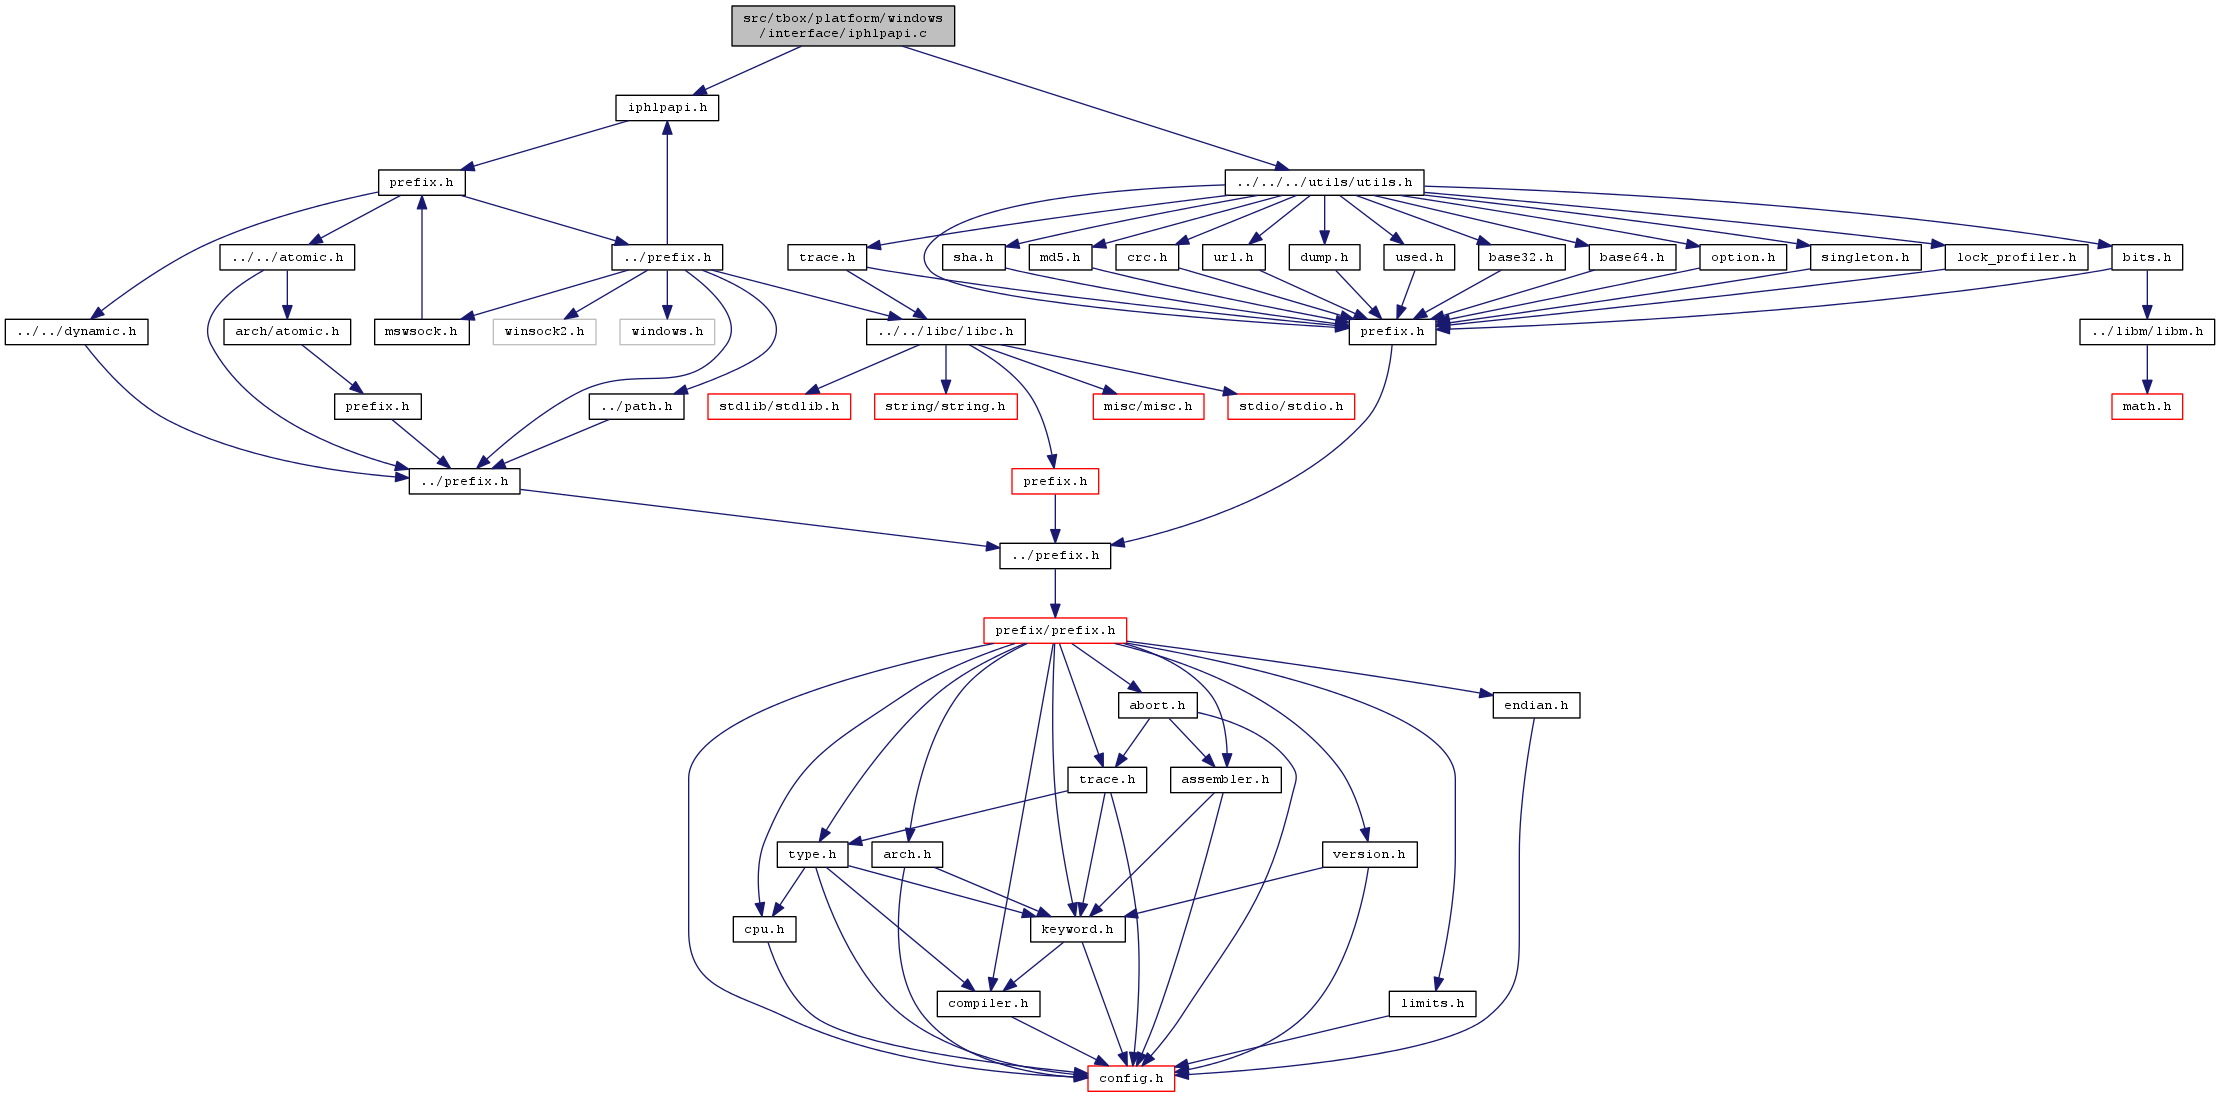 src/tbox/platform/windows
/interface/iphlpapi.c
iphlpapi.h
prefix.h
../../../utils/utils.h
../../atomic.h
../prefix.h
trace.h
sha.h
md5.h
crc.h
url.h
dump.h
used.h
base32.h
base64.h
option.h
singleton.h
lock_profiler.h
bits.h
../../dynamic.h
arch/atomic.h
mswsock.h
winsock2.h
windows.h
../../libc/libc.h
prefix.h
../libm/libm.h
prefix.h
../path.h
stdlib/stdlib.h
string/string.h
misc/misc.h
stdio/stdio.h
math.h
../prefix.h
prefix.h
../prefix.h
prefix/prefix.h
abort.h
endian.h
trace.h
assembler.h
type.h
arch.h
version.h
cpu.h
keyword.h
compiler.h
limits.h
config.h